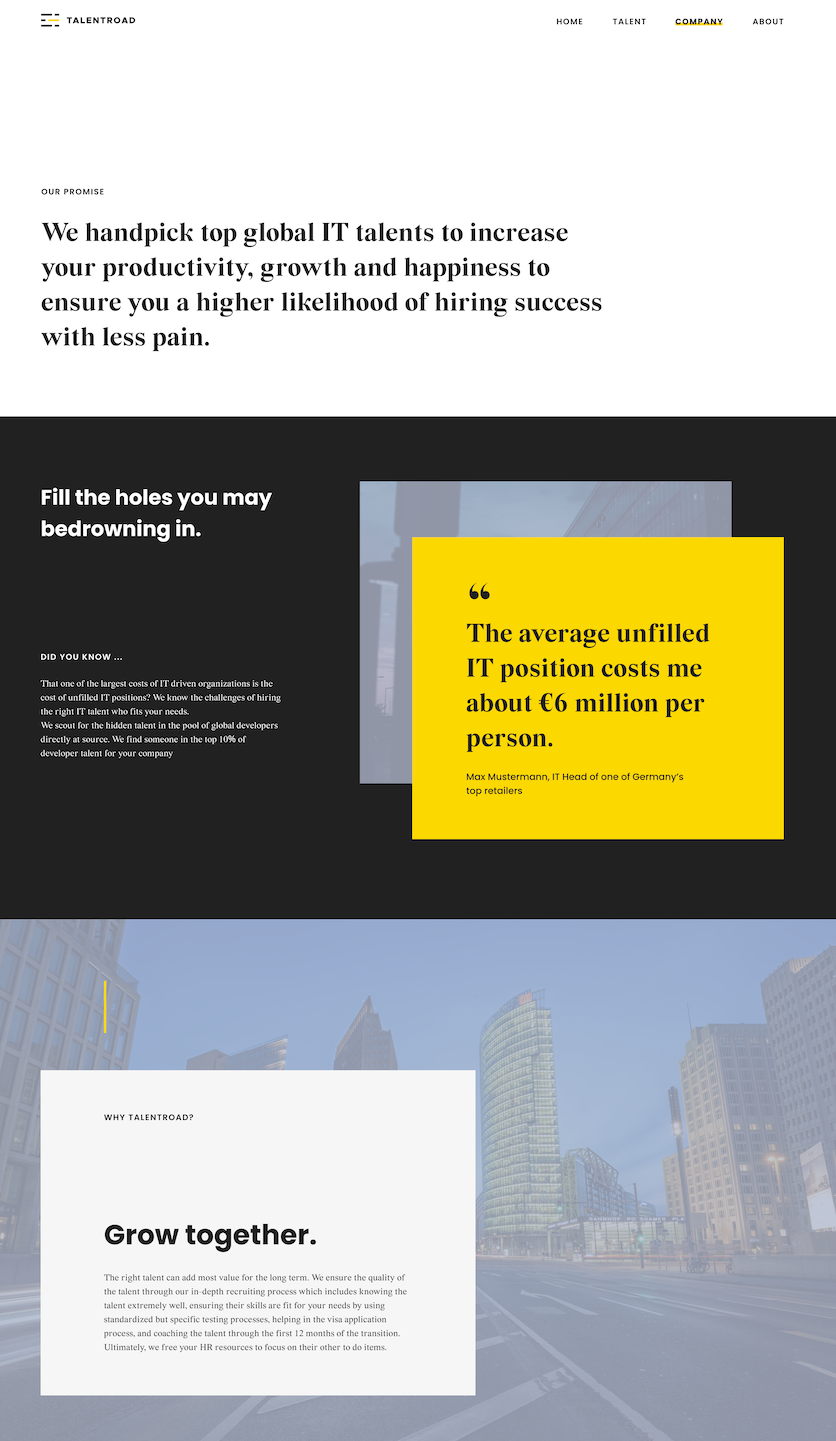 TALENTROAD
HOME TALENT COMPANY ABOUT
OUR PROMISE
We handpick top global IT talents to increase
your productivity, growth and happiness to
ensure you a higher likelihood of hiring success
with less pain.
Fill the holes you may
bedrowning in.
DID YOU KNOW ...
That one of the largest costs of IT driven organizations is the
cost of unfilled IT positions? We know the challenges of hiring
the right IT talent who fits your needs.
We scout for the hidden talent in the pool of global developers
directly at source. We find someone in the top 10% of
developer talent for your company
“
The average unfilled
IT position costs me
about €6 million per
person.
Max Mustermann, IT Head of one of Germany’s
top retailers
WHY TALENTROAD?
Grow together.
The right talent can add most value for the long term. We ensure the quality of
the talent through our in-depth recruiting process which includes knowing the
talent extremely well, ensuring their skills are fit for your needs by using
standardized but specific testing processes, helping in the visa application
process, and coaching the talent through the first 12 months of the transition.
Ultimately, we free your HR resources to focus on their other to do items.